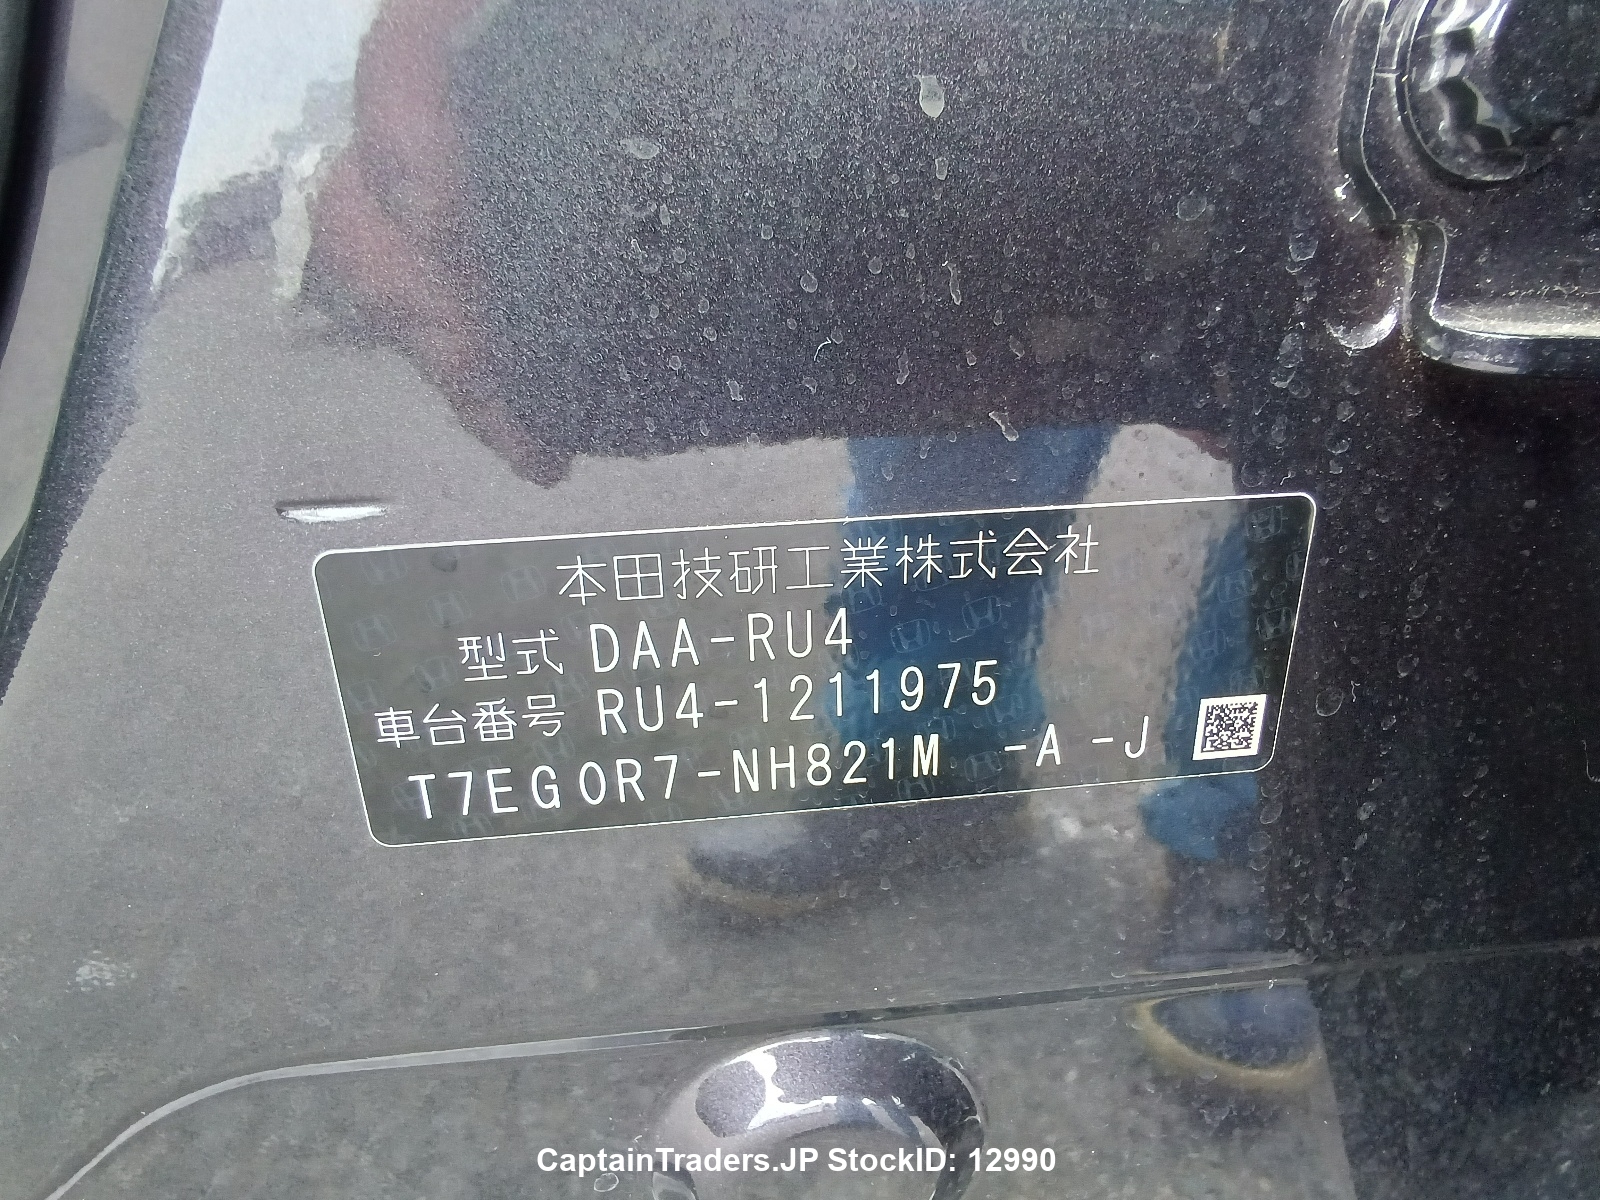 本田技研工業株式会社
型式 DAA-RU4
車台番号 RU4-1211975
T7EG0R7-NH821M -A -J
CaptainTraders.JP StockID: 12990